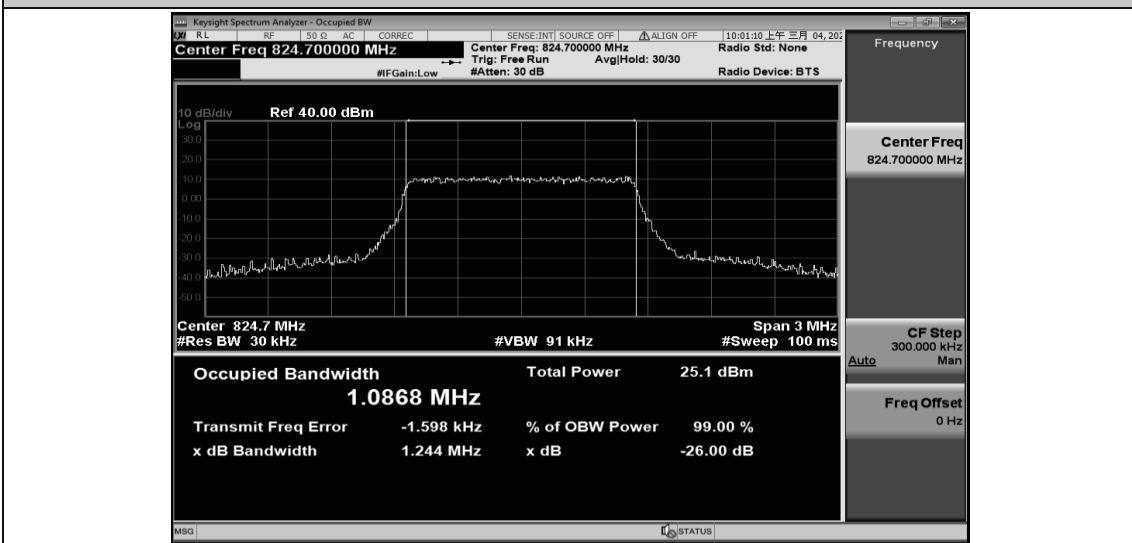 Keysight Spectrum Analyzer - Occupied BW
LXI RL RF 50 Ω AC CORREC SENSE:INT SOURCE OFF ALIGN OFF 10:01:10 上午 三月 04, 202
Center Freq 824.700000 MHz
Center Freq: 824.700000 MHz Radio Std: None
Trig: Free Run Avg|Hold: 30/30
#IFGain:Low #Atten: 30 dB Radio Device: BTS
10 dB/div Ref 40.00 dBm
Log
30.0
20.0
10.0
0.00
-10.0
-20.0
-30.0
-40.0
-50.0
Center 824.7 MHz Span 3 MHz
#Res BW 30 kHz #VBW 91 kHz #Sweep 100 ms
Occupied Bandwidth Total Power 25.1 dBm
1.0868 MHz
Transmit Freq Error -1.598 kHz % of OBW Power 99.00 %
x dB Bandwidth 1.244 MHz x dB -26.00 dB
MSG STATUS
Frequency
Center Freq
824.700000 MHz
CF Step
300.000 kHz
Auto Man
Freq Offset
0 Hz